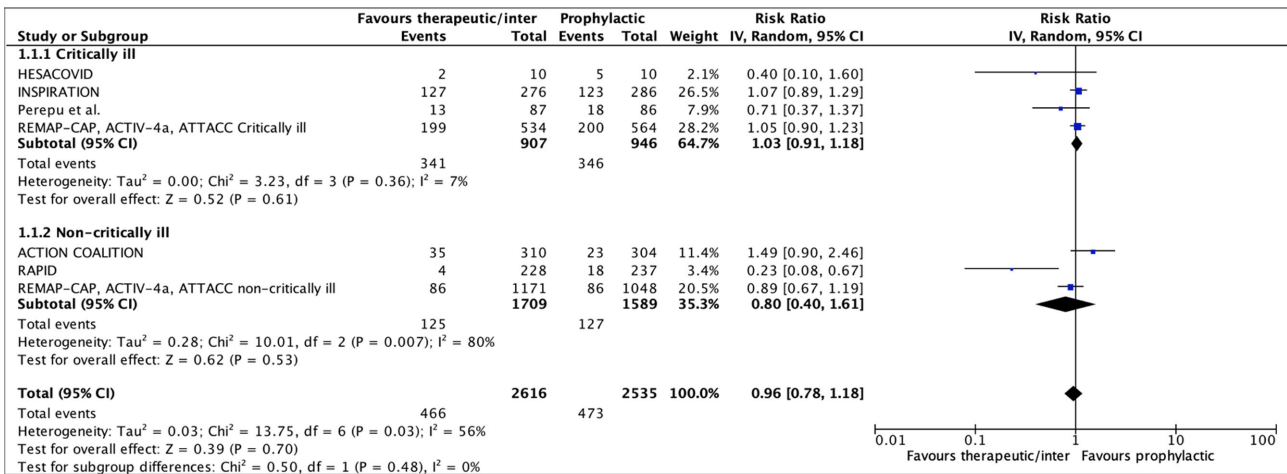 Favours therapeutic/inter Prophylactic Risk Ratio Risk Ratio
Study or Subgroup Events Total Events Total Weight IV, Random, 95% CI IV, Random, 95% CI
1.1.1 Critically ill
HESACOVID 2 10 5 10 2.1% 0.40 [0.10, 1.60]
INSPIRATION 127 276 123 286 26.5% 1.07 [0.89, 1.29]
Perepu et al. 13 87 18 86 7.9% 0.71 [0.37, 1.37]
REMAP-CAP, ACTIV-4a, ATTACC Critically ill 199 534 200 564 28.2% 1.05 [0.90, 1.23]
Subtotal (95% CI) 907 946 64.7% 1.03 [0.91, 1.18]
Total events 341 346
Heterogeneity: Tau² = 0.00; Chi² = 3.23, df = 3 (P = 0.36); I² = 7%
Test for overall effect: Z = 0.52 (P = 0.61)
1.1.2 Non-critically ill
ACTION COALITION 35 310 23 304 11.4% 1.49 [0.90, 2.46]
RAPID 4 228 18 237 3.4% 0.23 [0.08, 0.67]
REMAP-CAP, ACTIV-4a, ATTACC non-critically ill 86 1171 86 1048 20.5% 0.89 [0.67, 1.19]
Subtotal (95% CI) 1709 1589 35.3% 0.80 [0.40, 1.61]
Total events 125 127
Heterogeneity: Tau² = 0.28; Chi² = 10.01, df = 2 (P = 0.007); I² = 80%
Test for overall effect: Z = 0.62 (P = 0.53)
Total (95% CI) 2616 2535 100.0% 0.96 [0.78, 1.18]
Total events 466 473
Heterogeneity: Tau² = 0.03; Chi² = 13.75, df = 6 (P = 0.03); I² = 56%
Test for overall effect: Z = 0.39 (P = 0.70)
Test for subgroup differences: Chi² = 0.50, df = 1 (P = 0.48), I² = 0%
0.01 0.1 1 10 100
Favours therapeutic/inter Favours prophylactic